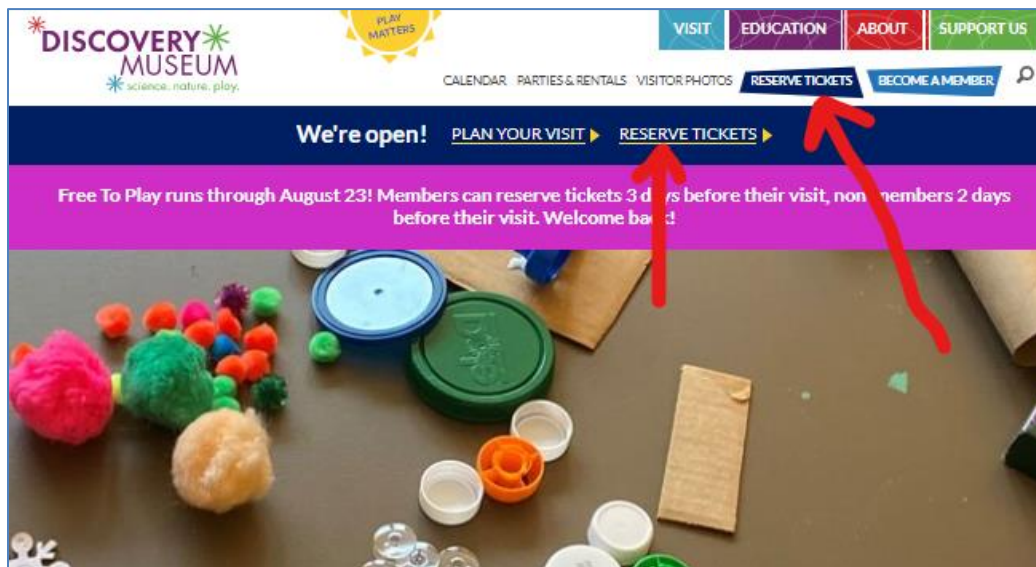 PLAY
MATTERS
DISCOVERY
MUSEUM
science. nature. play.
VISIT EDUCATION ABOUT SUPPORT US
CALENDAR PARTIES & RENTALS VISITOR PHOTOS RESERVE TICKETS BECOME A MEMBER
We're open! PLAN YOUR VISIT RESERVE TICKETS
Free To Play runs through August 23! Members can reserve tickets 3 days before their visit, non-members 2 days
before their visit. Welcome back!